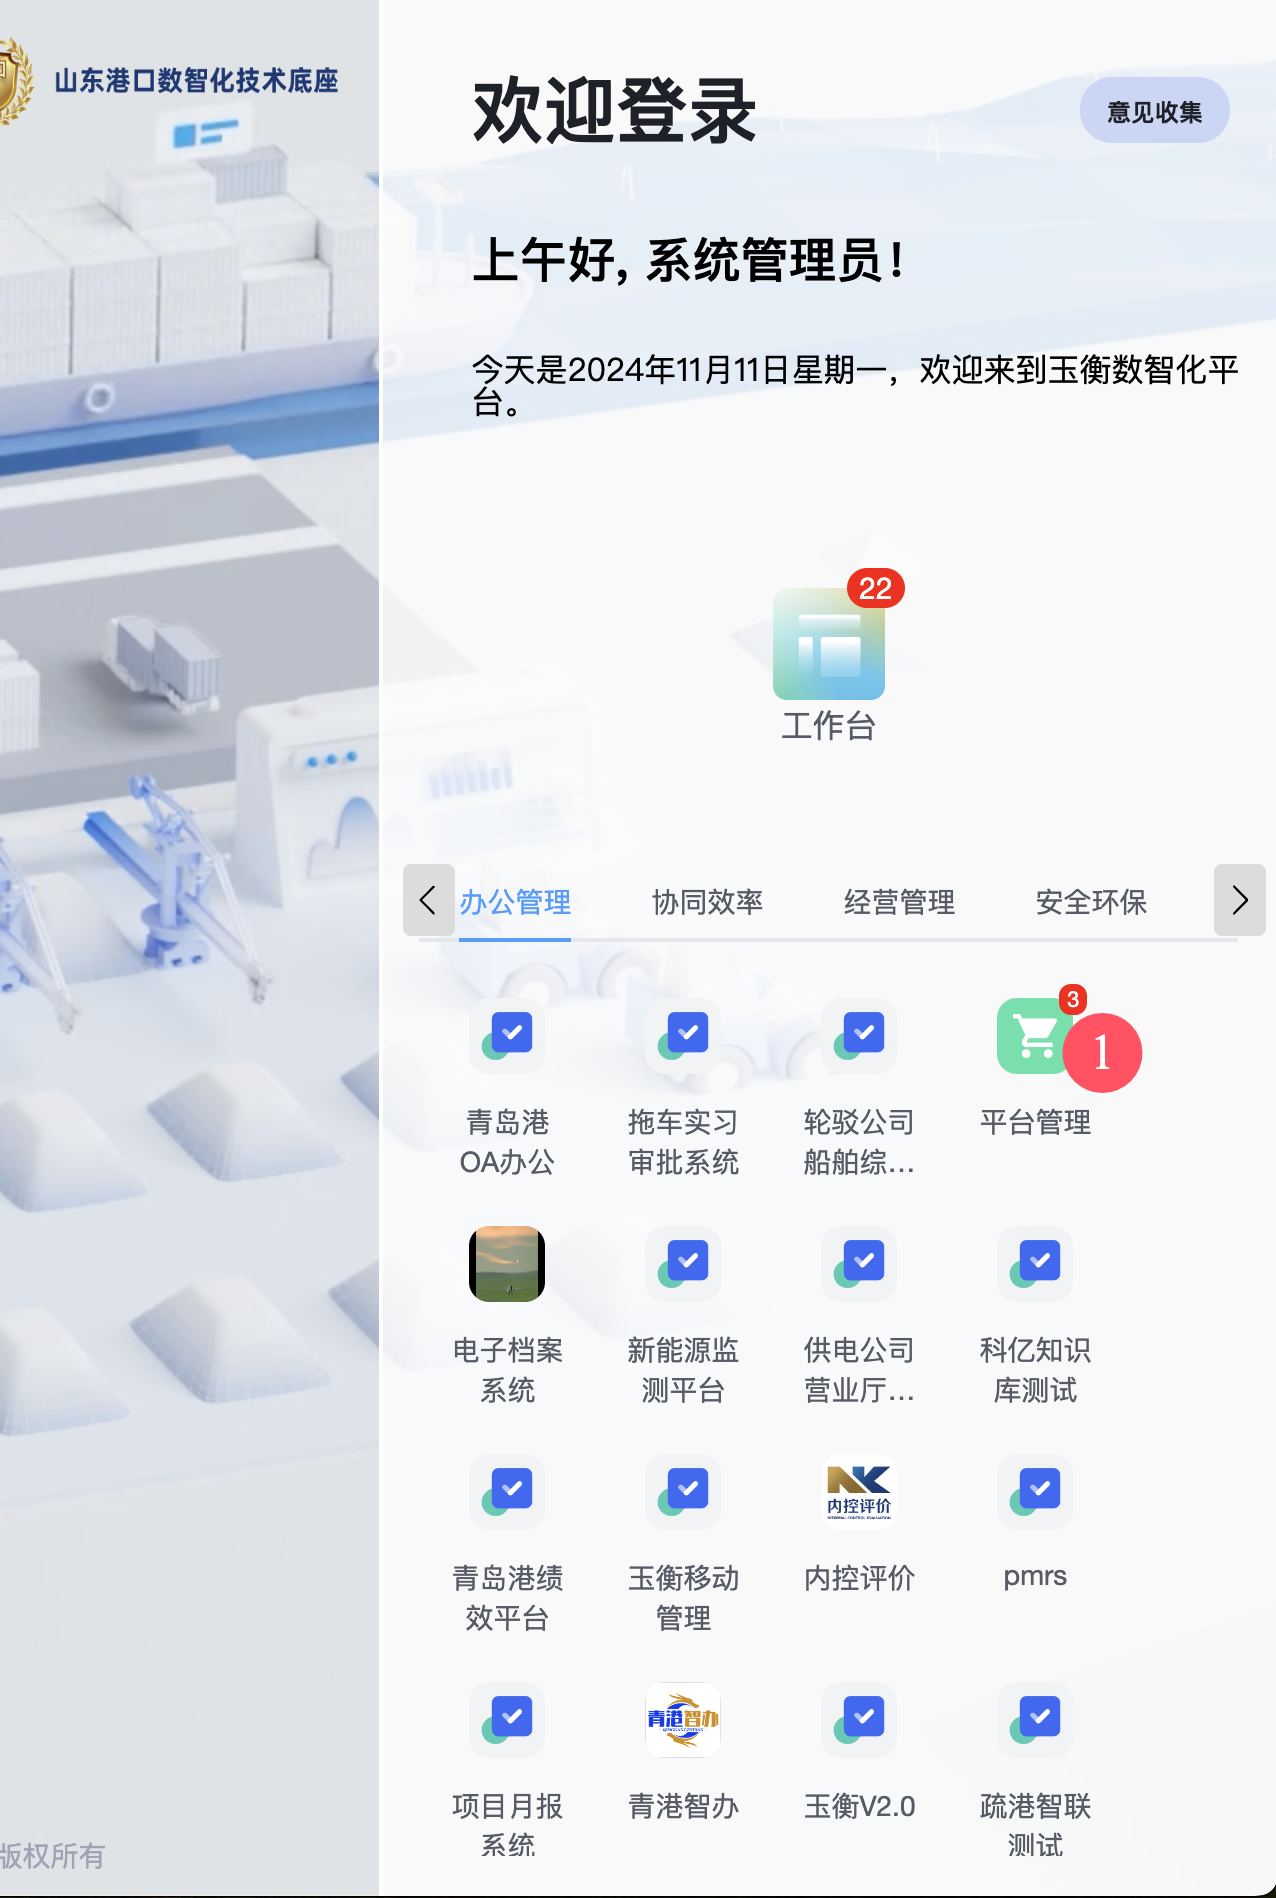 山东港口数智化技术底座
欢迎登录
意见收集
上午好, 系统管理员!
今天是2024年11月11日星期一，欢迎来到玉衡数智化平
台。
22
工作台
办公管理 协同效率 经营管理 安全环保
3
1
青岛港
OA办公
拖车实习
审批系统
轮驳公司
船舶综...
平台管理
电子档案
系统
新能源监
测平台
供电公司
营业厅...
科亿知识
库测试
内控评价
青岛港绩
效平台
玉衡移动
管理
内控评价
pmrs
青港智办
项目月报
系统
青港智办
玉衡V2.0
疏港智联
测试
版权所有